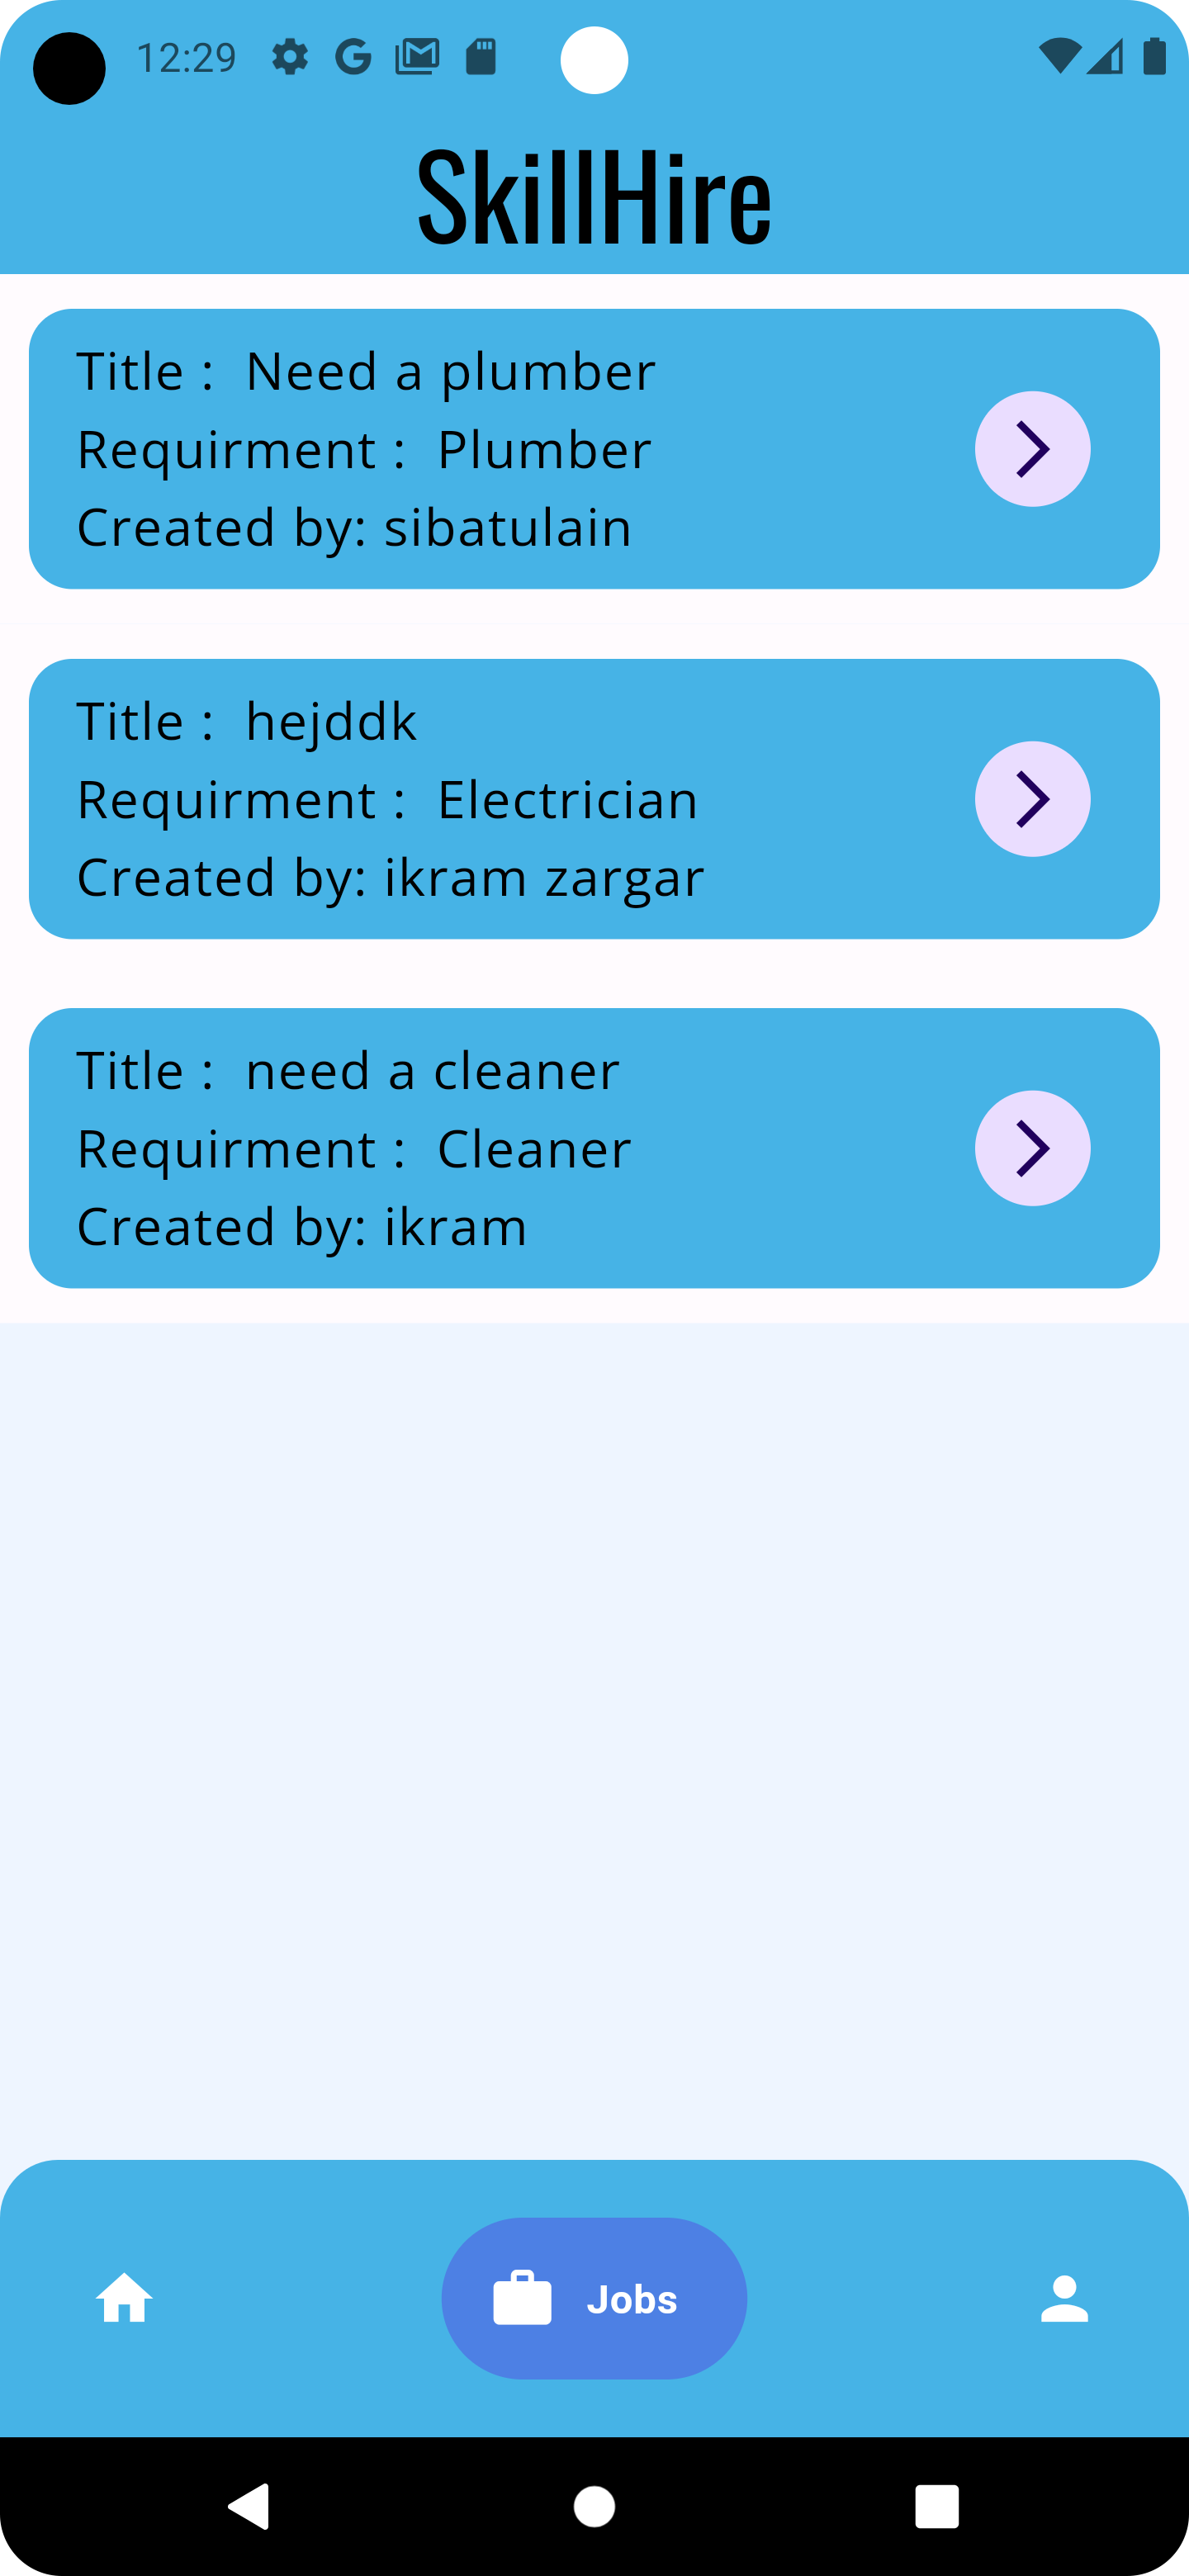 12:29
SkillHire
Title :  Need a plumber
Requirment :  Plumber
Created by: sibatulain
Title :  hejddk
Requirment :  Electrician
Created by: ikram zargar
Title :  need a cleaner
Requirment :  Cleaner
Created by: ikram
Jobs